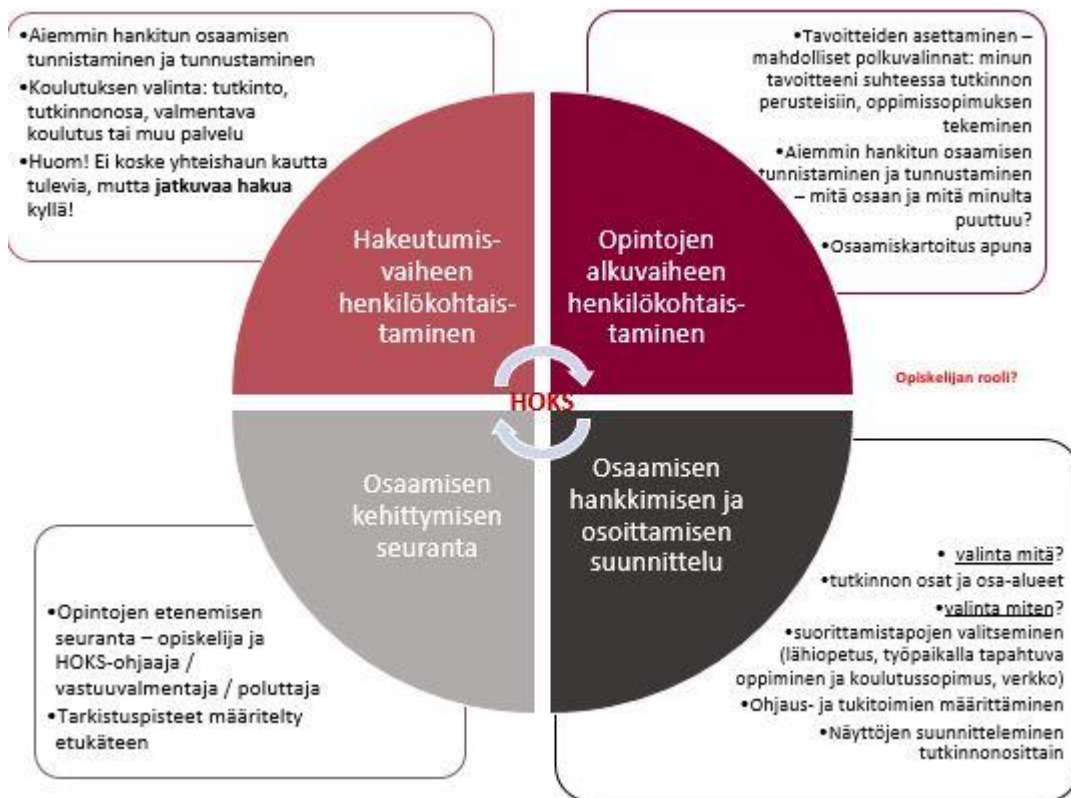 •Aiemmin hankitun osaamisen
tunnistaminen ja tunnustaminen
•Koulutuksen valinta: tutkinto,
tutkinnonosa, valmentava
koulutus tai muu palvelu
•Huom! Ei koske yhteishaun kautta
tulevia, mutta jatkuvaa hakua
kyllä!
•Tavoitteiden asettaminen –
mahdolliset polkuvalinnat: minun
tavoitteeni suhteessa tutkinnon
perusteisiin, oppimissopimuksen
tekeminen
•Aiemmin hankitun osaamisen
tunnistaminen ja tunnustaminen
– mitä osaan ja mitä minulta
puuttuu?
•Osaamiskartoitus apuna
Hakeutumis-
vaiheen
henkilökohtais-
taminen
Opintojen
alkuvaiheen
henkilökohtais-
taminen
Opiskelijan rooli?
HOKS
Osaamisen
kehittymisen
seuranta
Osaamisen
hankkimisen ja
osoittamisen
suunnittelu
•Opintojen etenemisen
seuranta – opiskelija ja
HOKS-ohjaaja /
vastuuvalmentaja / poluttaja
•Tarkistuspisteet määritelty
etukäteen
• valinta mitä?
•tutkinnon osat ja osa-alueet
•valinta miten?
•suorittamistapojen valitseminen
(lähiopetus, työpaikalla tapahtuva
oppiminen ja koulutussopimus, verkko)
•Ohjaus- ja tukitoimien määrittäminen
•Näyttöjen suunnitteleminen
tutkinnonosittain